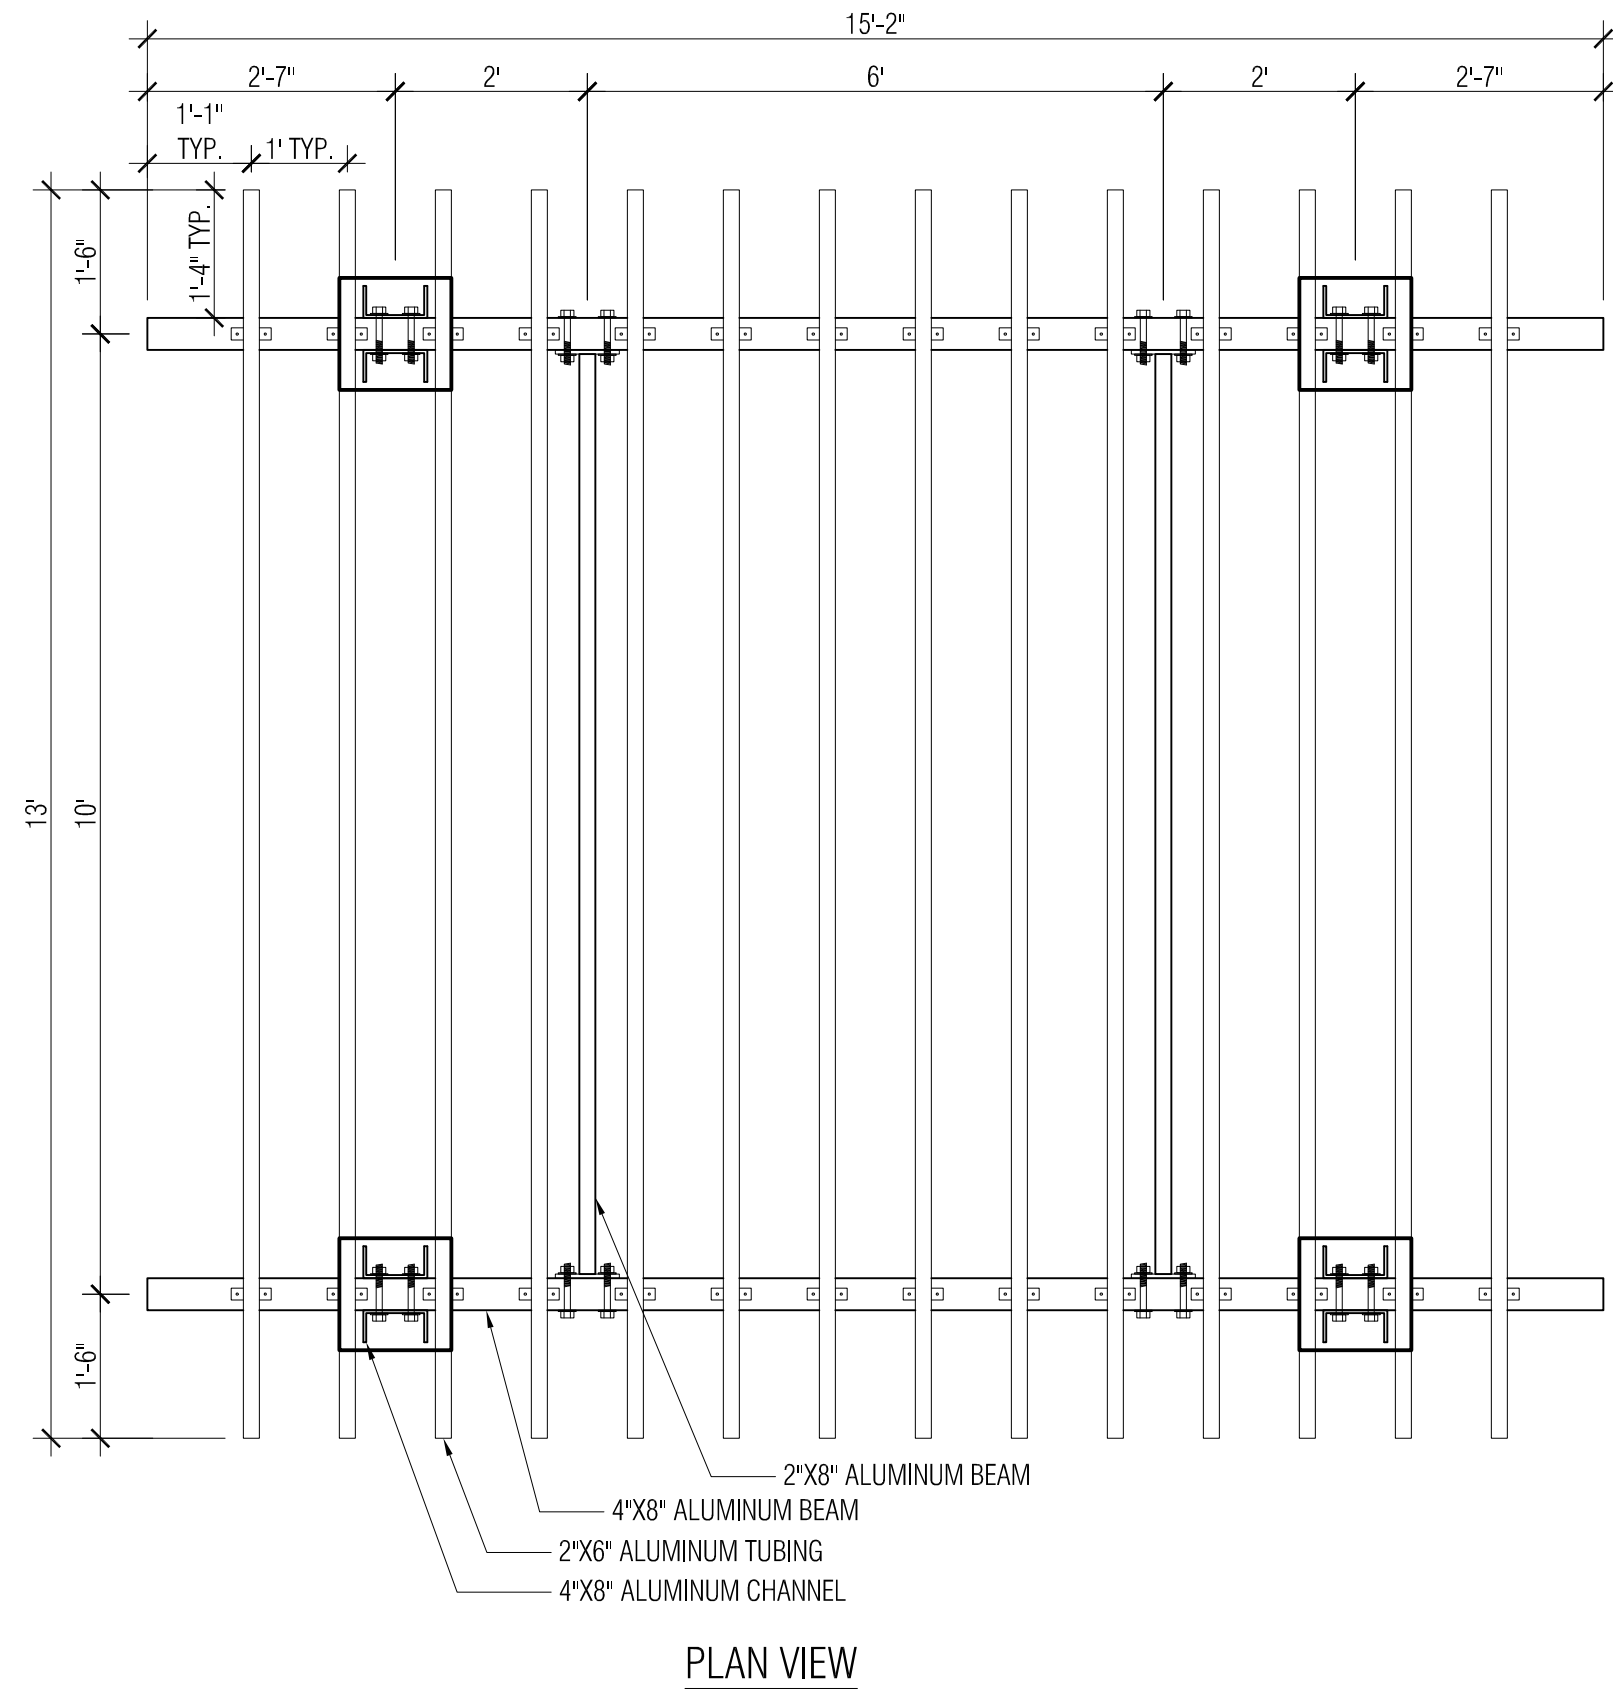 15'-2"
2'-7"
2'
6'
2'
2'-7"
1'-1"
TYP.
1' TYP.
1'-6"
1'-4" TYP.
13'
10'
1'-6"
2"X8" ALUMINUM BEAM
4"X8" ALUMINUM BEAM
2"X6" ALUMINUM TUBING
4"X8" ALUMINUM CHANNEL
PLAN VIEW